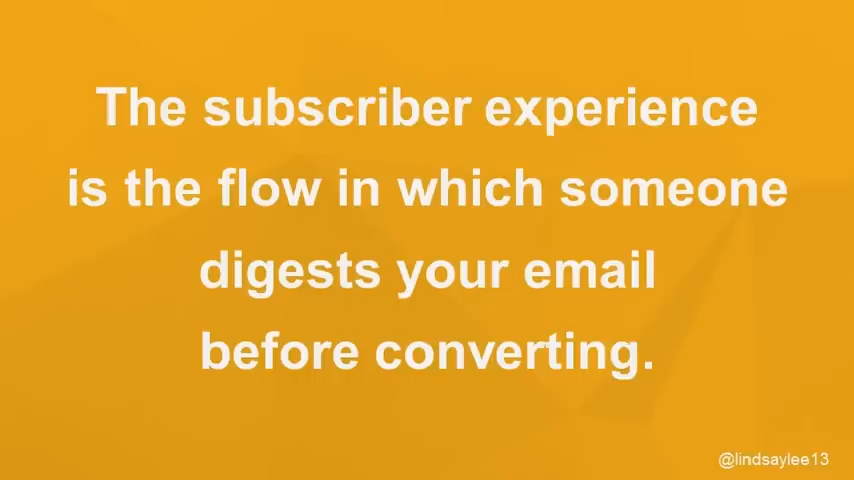 The subscriber experience
is the flow in which someone
digests your email
before converting.
@lindsaylee13